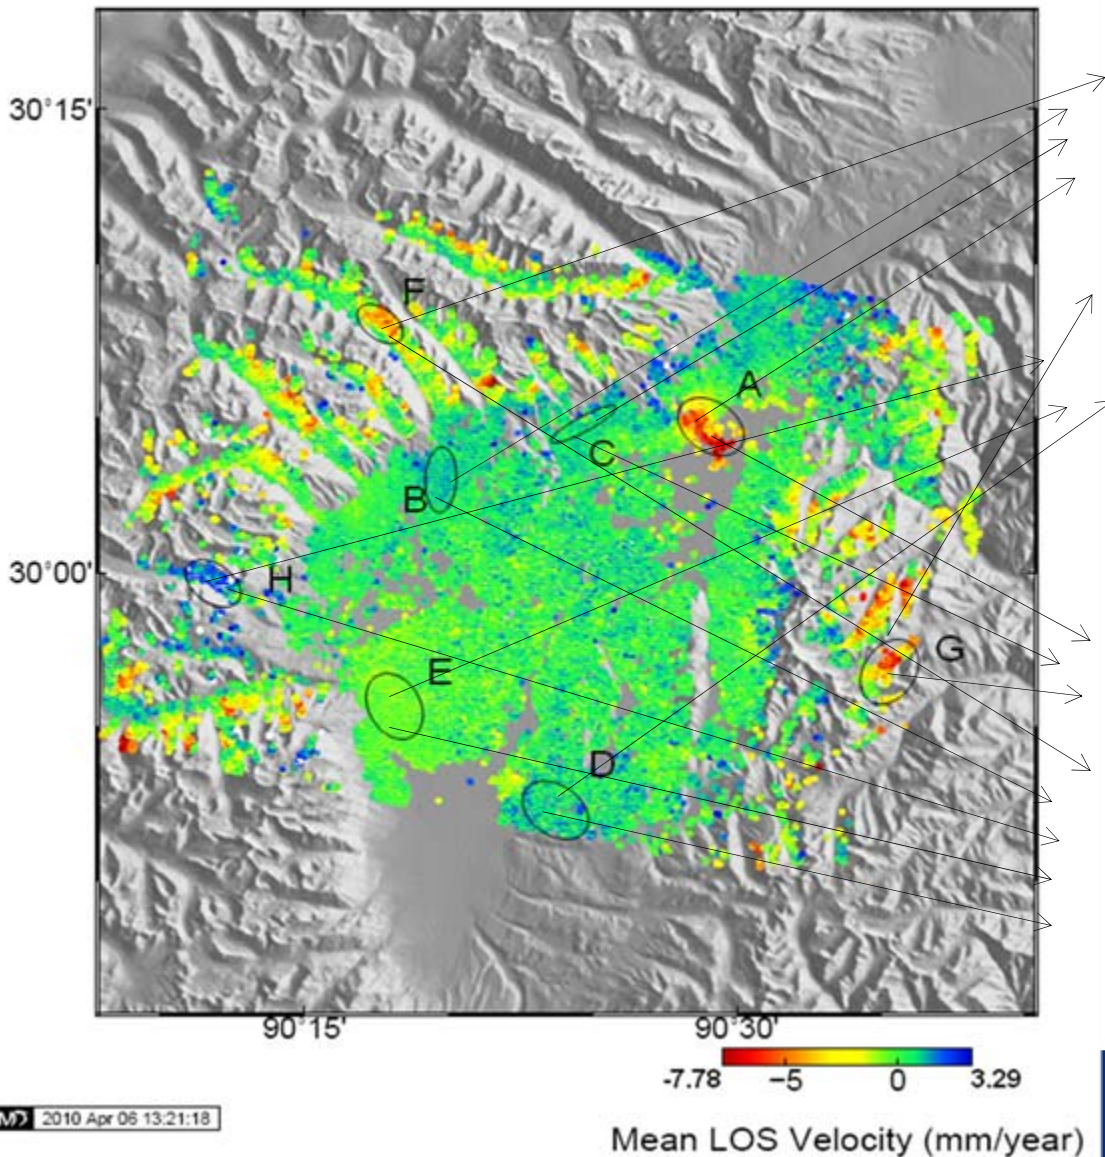 30°15'
F
A
C
B
30°00'
H
E
G
D
90°15'
90°30'
-7.78
−5
0
3.29
2010 Apr 06 13:21:18
Mean LOS Velocity (mm/year)